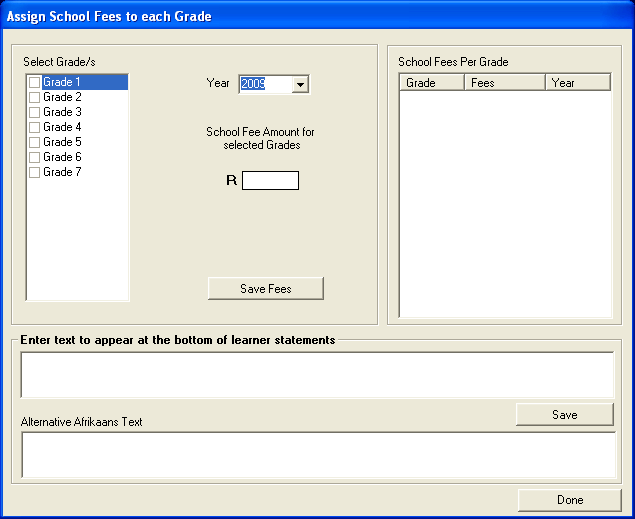 Assign School Fees to each Grade
Select Grade/s
Grade 1
Grade 2
Grade 3
Grade 4
Grade 5
Grade 6
Grade 7
Year 2009
School Fee Amount for
selected Grades
R
Save Fees
School Fees Per Grade
Grade Fees Year
Enter text to appear at the bottom of learner statements
Save
Alternative Afrikaans Text
Done